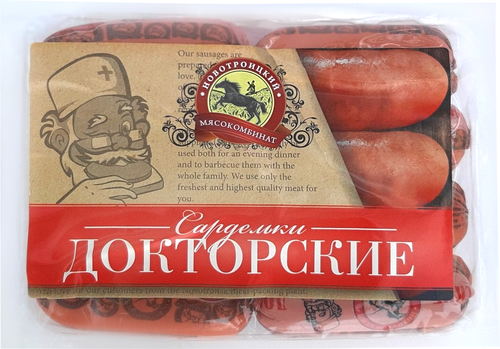 Our sausages are
prepared
love.
НОВОТРОИЦКИЙ
МЯСОКОМБИНАТ
used both for an evening dinner
and to barbecue them with the
whole family. We use only the
freshest and highest quality meat for
you.
Сардельки
ДОКТОРСКИЕ